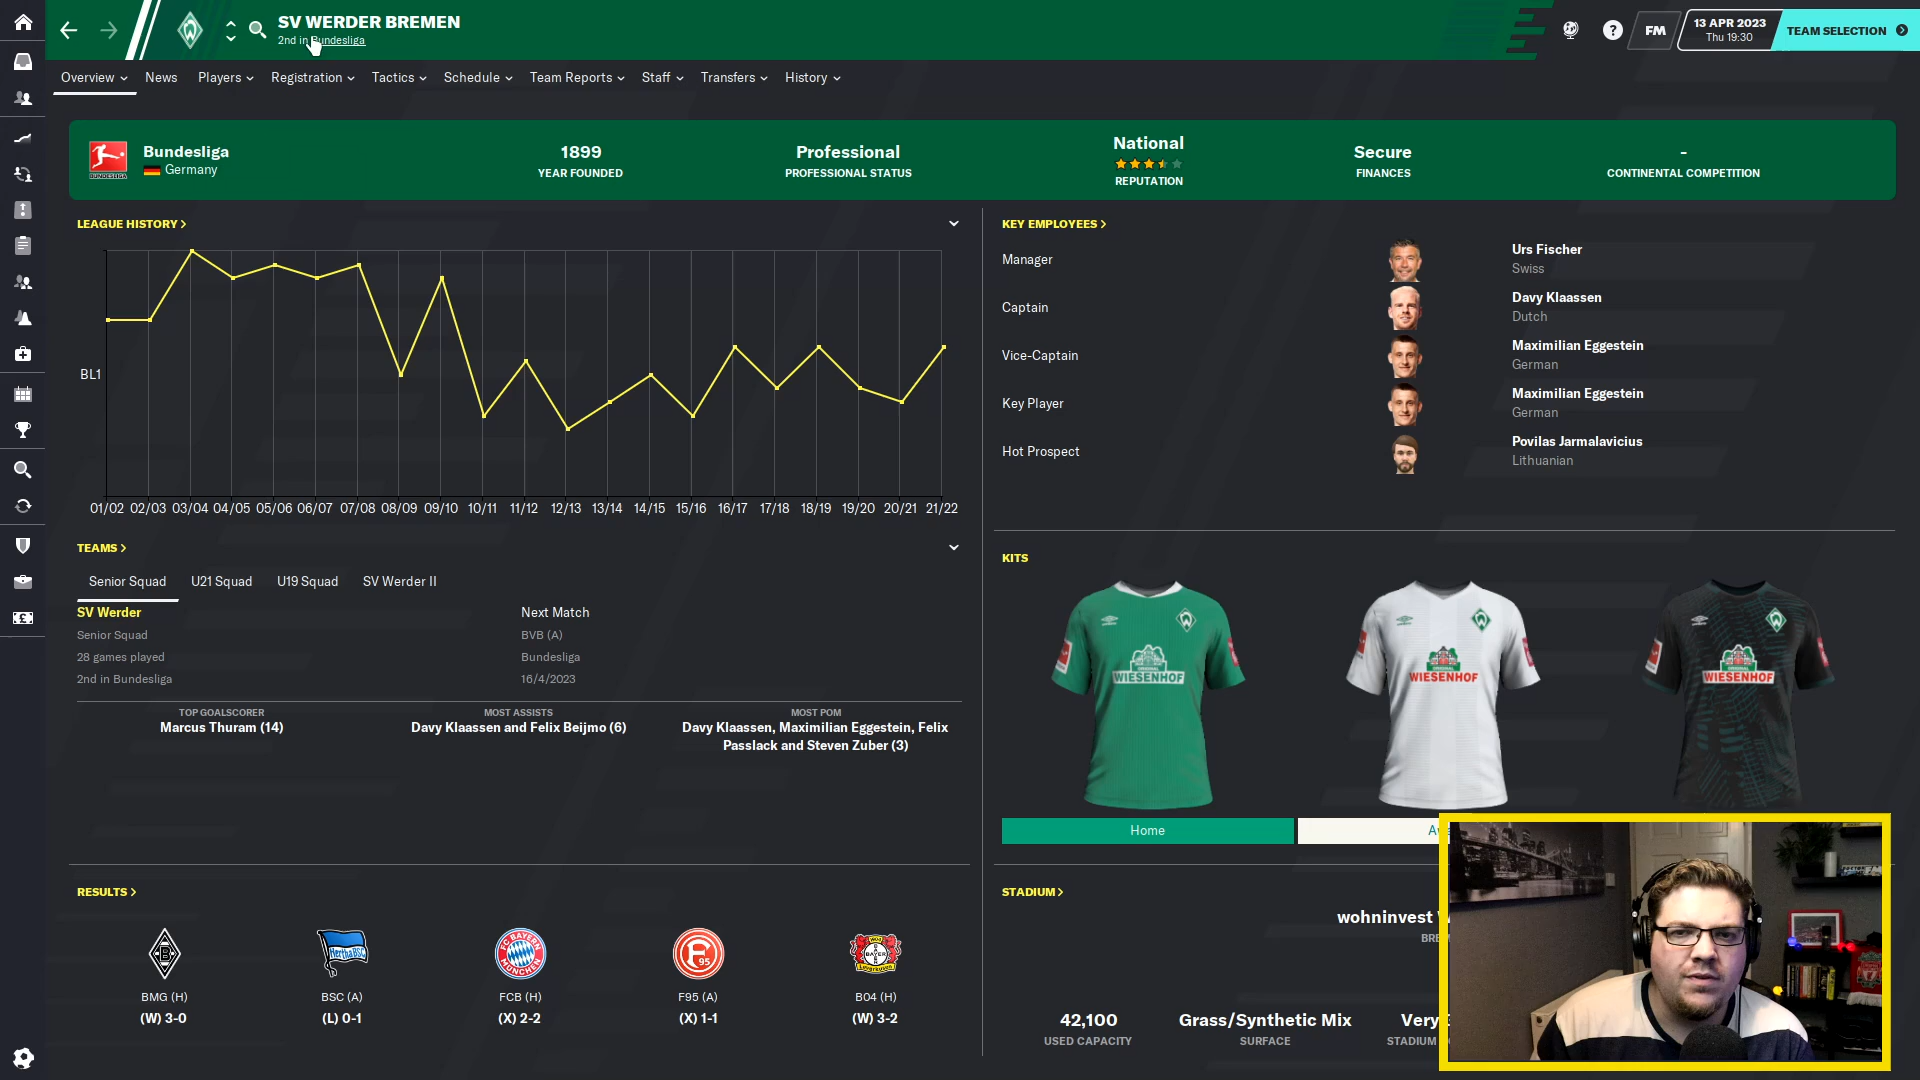 SV WERDER BREMEN
2nd in Bundesliga
FM
13 APR 2023
Thu 19:30
TEAM SELECTION
Overview
News
Players
Registration
Tactics
Schedule
Team Reports
Staff
Transfers
History
Bundesliga
Germany
1899
YEAR FOUNDED
Professional
PROFESSIONAL STATUS
National
REPUTATION
Secure
FINANCES
-
CONTINENTAL COMPETITION
LEAGUE HISTORY
BL1
01/02 02/03 03/04 04/05 05/06 06/07 07/08 08/09 09/10 10/11 11/12 12/13 13/14 14/15 15/16 16/17 17/18 18/19 19/20 20/21 21/22
KEY EMPLOYEES
Manager
Urs Fischer
Swiss
Captain
Davy Klaassen
Dutch
Vice-Captain
Maximilian Eggestein
German
Key Player
Maximilian Eggestein
German
Hot Prospect
Povilas Jarmalavicius
Lithuanian
TEAMS
Senior Squad
U21 Squad
U19 Squad
SV Werder II
SV Werder
Senior Squad
28 games played
2nd in Bundesliga
Next Match
BVB (A)
Bundesliga
16/4/2023
TOP GOALSCORER
Marcus Thuram (14)
MOST ASSISTS
Davy Klaassen and Felix Beijmo (6)
MOST POM
Davy Klaassen, Maximilian Eggestein, Felix
Passlack and Steven Zuber (3)
KITS
WIESENHOF
WIESENHOF
WIESENHOF
Home
RESULTS
BMG (H)
(W) 3-0
BSC (A)
(L) 0-1
FCB (H)
(X) 2-2
F95 (A)
(X) 1-1
B04 (H)
(W) 3-2
STADIUM
wohninvest
42,100
USED CAPACITY
Grass/Synthetic Mix
SURFACE
Very
STADIUM